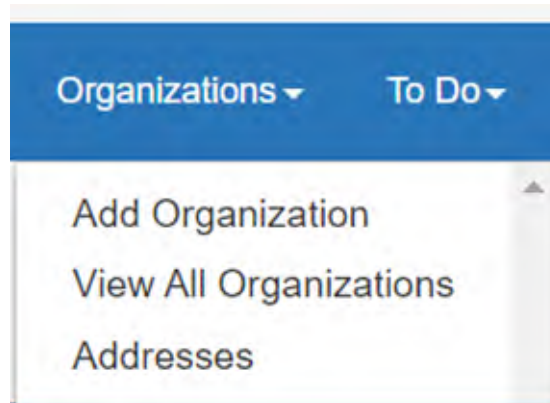 Organizations To Do
Add Organization
View All Organizations
Addresses